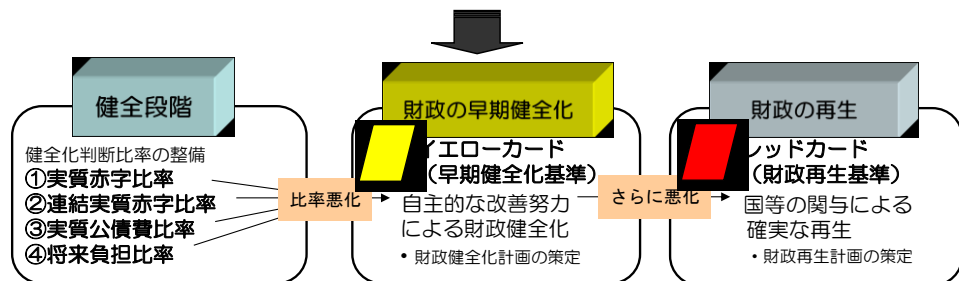 健全段階
健全化判断比率の整備
①実質赤字比率
②連結実質赤字比率
③実質公債費比率
④将来負担比率
比率悪化
財政の早期健全化
イエローカード
(早期健全化基準)
自主的な改善努力
による財政健全化
・財政健全化計画の策定
さらに悪化
財政の再生
レッドカード
(財政再生基準)
国等の関与による
確実な再生
・財政再生計画の策定